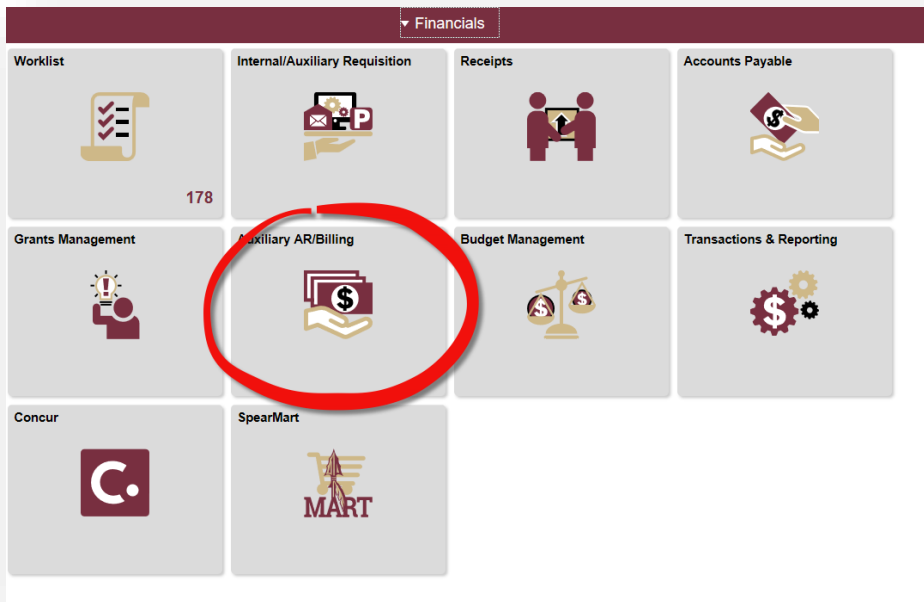 Financials
Worklist
Internal/Auxiliary Requisition
Receipts
Accounts Payable
P
$
178
Grants Management
Auxiliary AR/Billing
Budget Management
Transactions & Reporting
!
$
$
$
$
Concur
SpearMart
C.
MART